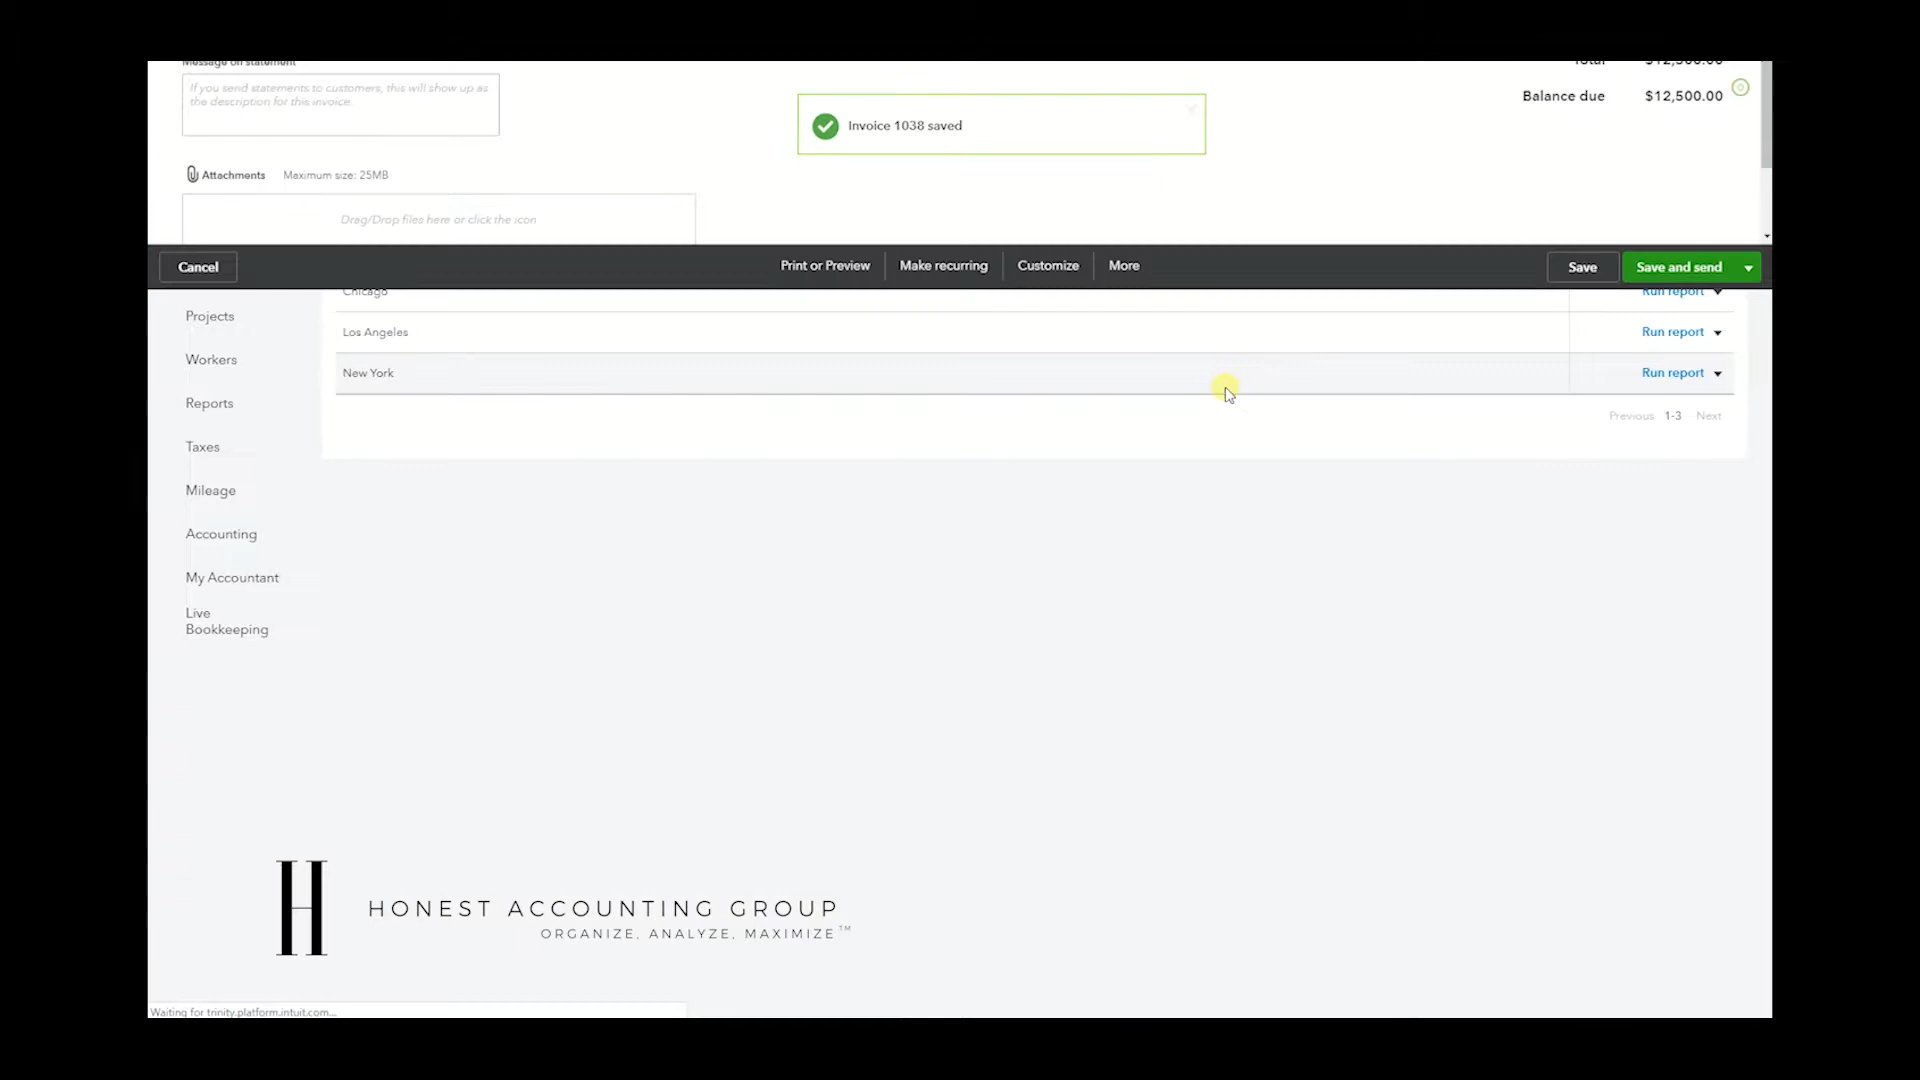 Message on statement
Total $12,500.00
If you send statements to customers, this will show up as
the description for this invoice.
Balance due $12,500.00
Invoice 1038 saved
Attachments Maximum size: 25MB
Drag/Drop files here or click the icon
Cancel
Print or Preview
Make recurring
Customize
More
Save
Save and send
Chicago Run report
Projects
Los Angeles Run report
Workers
New York Run report
Reports
Previous 1-3 Next
Taxes
Mileage
Accounting
My Accountant
Live
Bookkeeping
H
HONEST ACCOUNTING GROUP
ORGANIZE, ANALYZE, MAXIMIZE™
Waiting for trinity.platform.intuit.com...